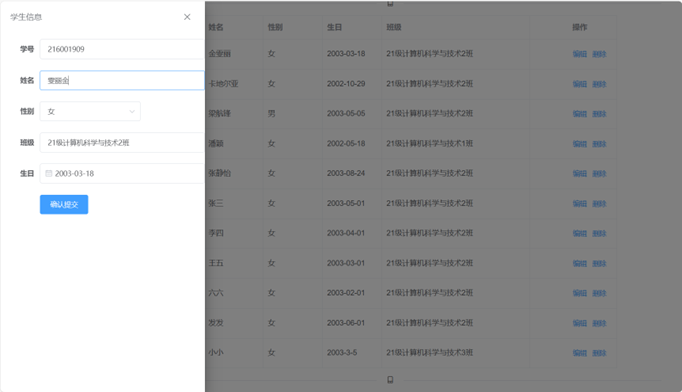 学生信息
学号 216001909
姓名 雯丽金
性别 女
班级 21级计算机科学与技术2班
生日 2003-03-18
确认提交
姓名 性别 生日 班级 操作
金雯丽 女 2003-03-18 21级计算机科学与技术2班 编辑 删除
卡地尔亚 女 2002-10-29 21级计算机科学与技术2班 编辑 删除
梁航臻 男 2003-05-05 21级计算机科学与技术2班 编辑 删除
潘颖 女 2002-05-18 21级计算机科学与技术1班 编辑 删除
张静怡 女 2003-08-24 21级计算机科学与技术2班 编辑 删除
张三 女 2003-05-01 21级计算机科学与技术2班 编辑 删除
李四 女 2003-04-01 21级计算机科学与技术2班 编辑 删除
王五 女 2003-03-01 21级计算机科学与技术2班 编辑 删除
六六 女 2003-02-01 21级计算机科学与技术2班 编辑 删除
发发 女 2003-06-01 21级计算机科学与技术2班 编辑 删除
小小 女 2003-3-5 21级计算机科学与技术3班 编辑 删除